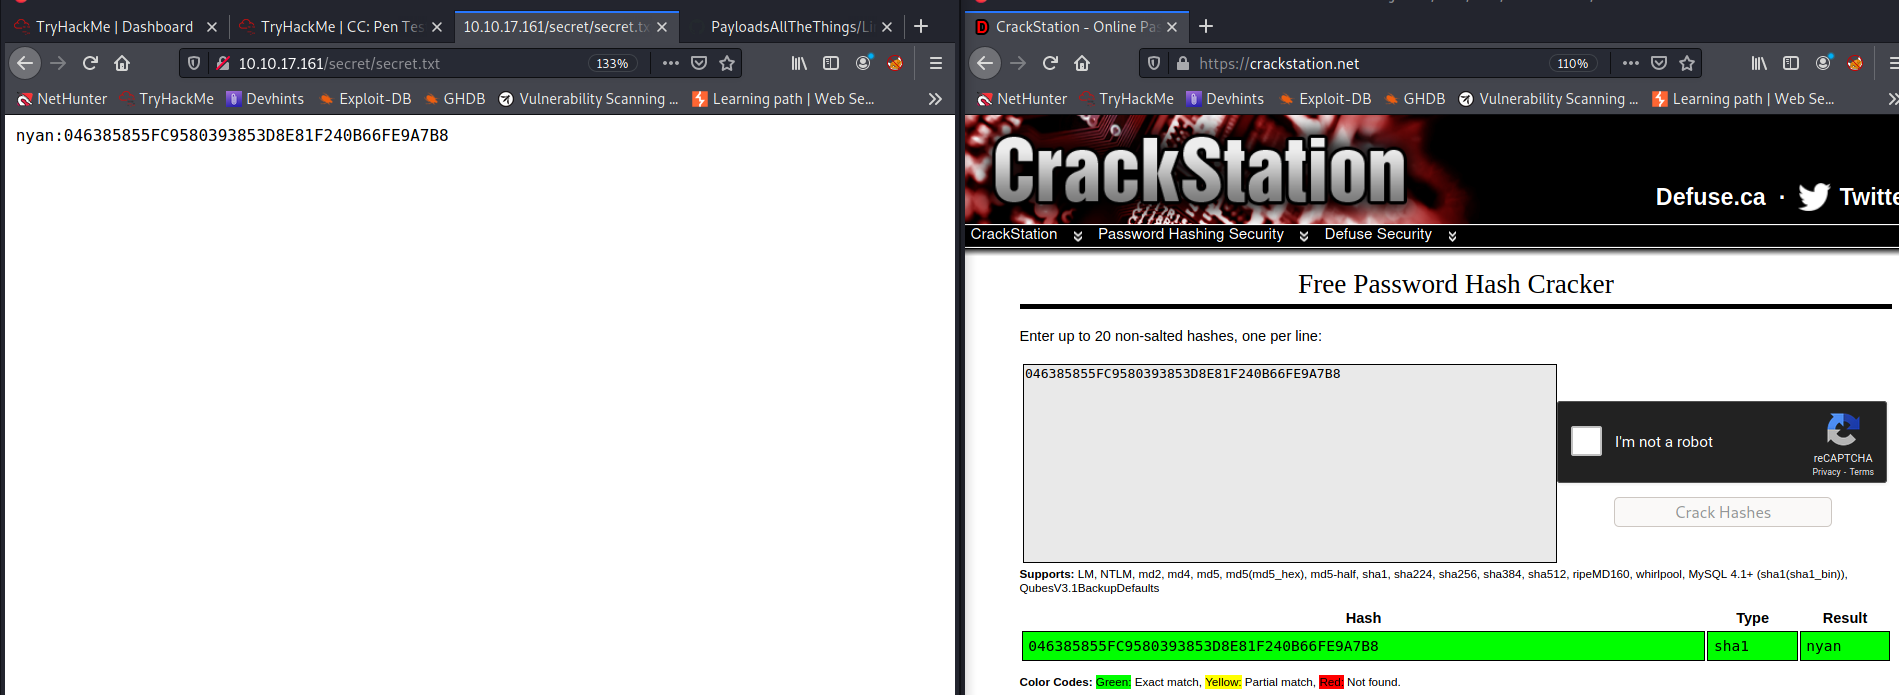 TryHackMe | Dashboard
TryHackMe | CC: Pen Tes
10.10.17.161/secret/secret.tx
PayloadsAllTheThings/Li
10.10.17.161/secret/secret.txt
133%
NetHunter
TryHackMe
Devhints
Exploit-DB
GHDB
Vulnerability Scanning ...
Learning path | Web Se...
nyan:046385855FC9580393853D8E81F240B66FE9A7B8
CrackStation - Online Pas
https://crackstation.net
110%
NetHunter
TryHackMe
Devhints
Exploit-DB
GHDB
Vulnerability Scanning ...
Learning path | Web Se...
CrackStation
Defuse.ca · Twitte
CrackStation
Password Hashing Security
Defuse Security
Free Password Hash Cracker
Enter up to 20 non-salted hashes, one per line:
046385855FC9580393853D8E81F240B66FE9A7B8
I'm not a robot
reCAPTCHA
Privacy - Terms
Crack Hashes
Supports: LM, NTLM, md2, md4, md5, md5(md5_hex), md5-half, sha1, sha224, sha256, sha384, sha512, ripeMD160, whirlpool, MySQL 4.1+ (sha1(sha1_bin)),
QubesV3.1BackupDefaults
Hash Type Result
046385855FC9580393853D8E81F240B66FE9A7B8 sha1 nyan
Color Codes: Green: Exact match, Yellow: Partial match, Red: Not found.